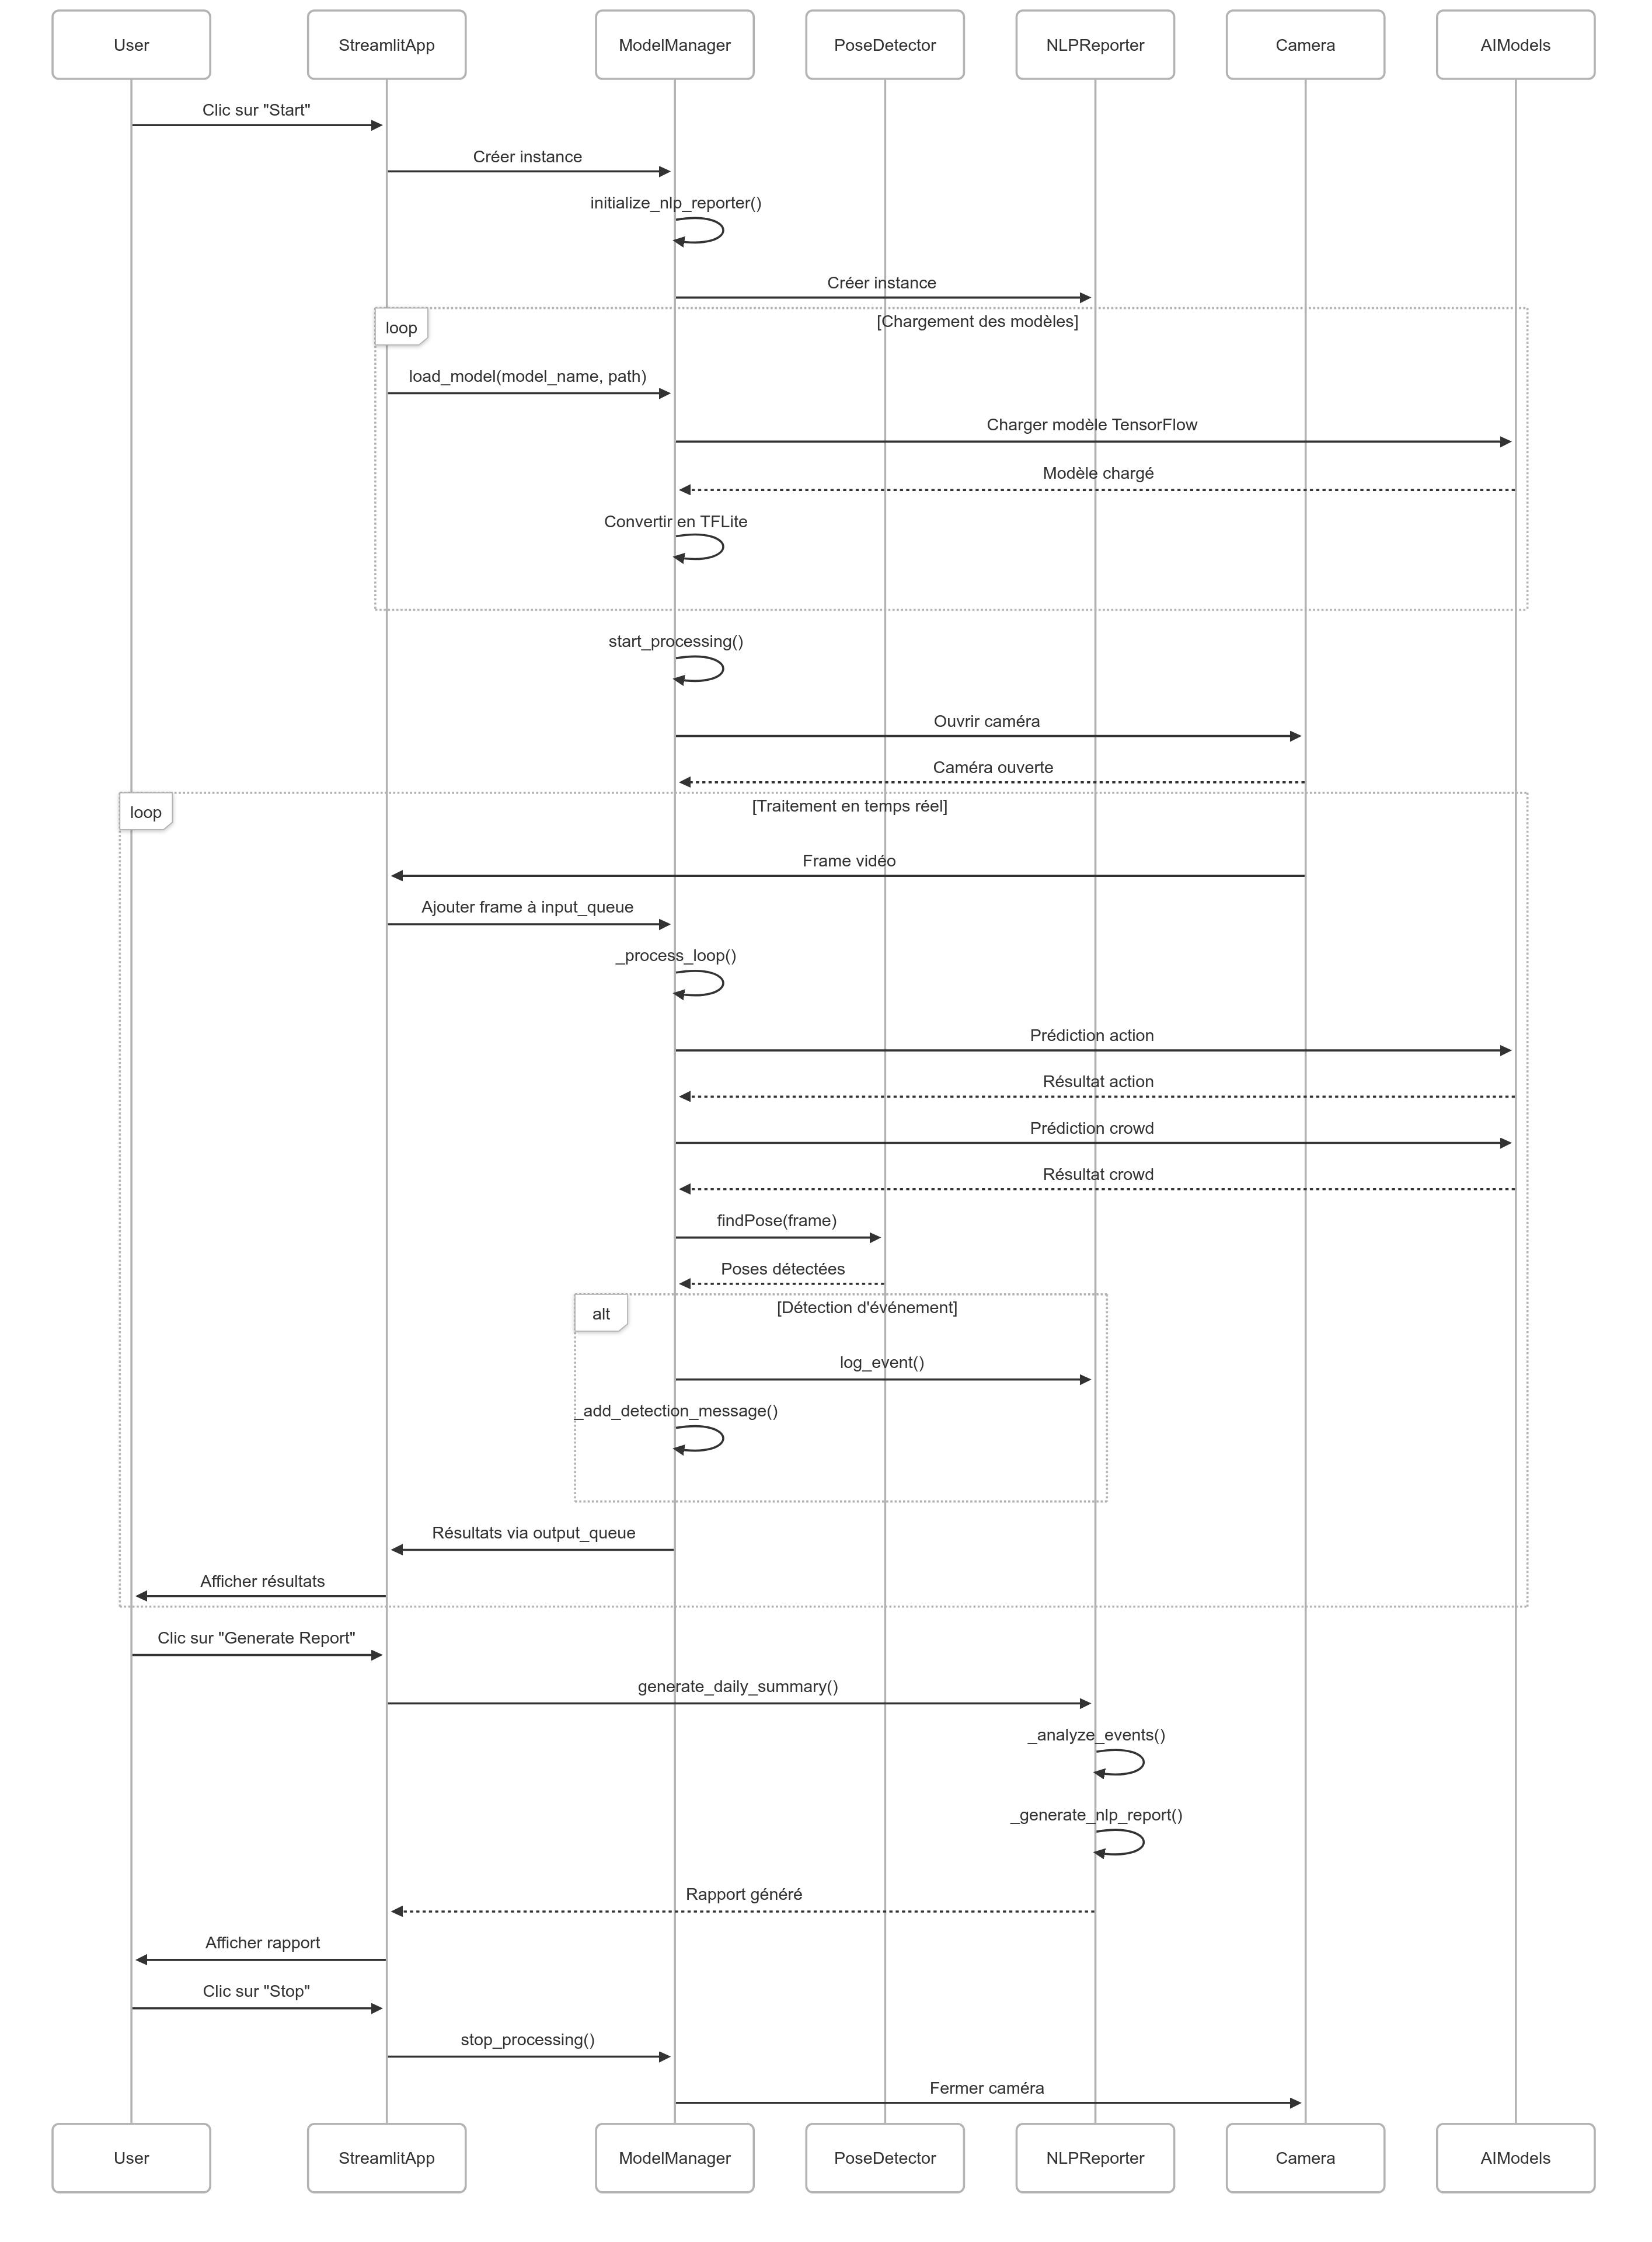 User
StreamlitApp
ModelManager
PoseDetector
NLPReporter
Camera
AIModels
Clic sur "Start"
Créer instance
initialize_nlp_reporter()
Créer instance
loop
[Chargement des modèles]
load_model(model_name, path)
Charger modèle TensorFlow
Modèle chargé
Convertir en TFLite
start_processing()
Ouvrir caméra
Caméra ouverte
loop
[Traitement en temps réel]
Frame vidéo
Ajouter frame à input_queue
_process_loop()
Prédiction action
Résultat action
Prédiction crowd
Résultat crowd
findPose(frame)
Poses détectées
alt
[Détection d'événement]
log_event()
_add_detection_message()
Résultats via output_queue
Afficher résultats
Clic sur "Generate Report"
generate_daily_summary()
_analyze_events()
_generate_nlp_report()
Rapport généré
Afficher rapport
Clic sur "Stop"
stop_processing()
Fermer caméra
User
StreamlitApp
ModelManager
PoseDetector
NLPReporter
Camera
AIModels